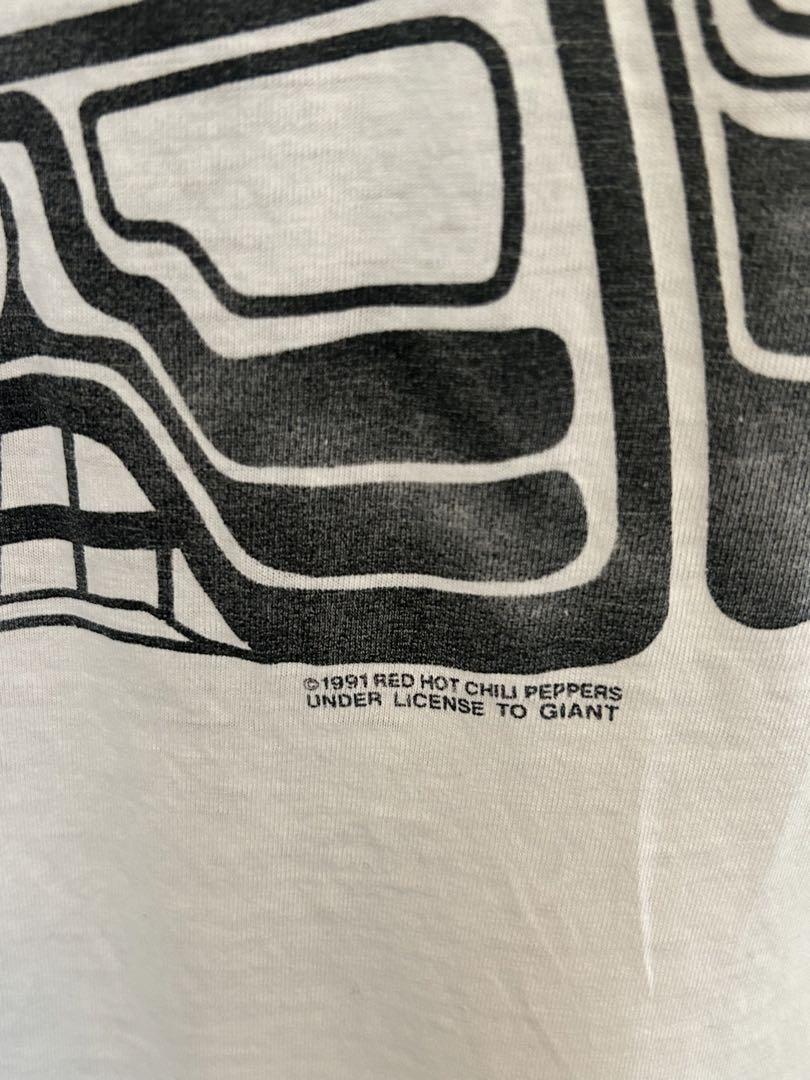 ©1991 RED HOT CHILI PEPPERS
UNDER LICENSE TO GIANT